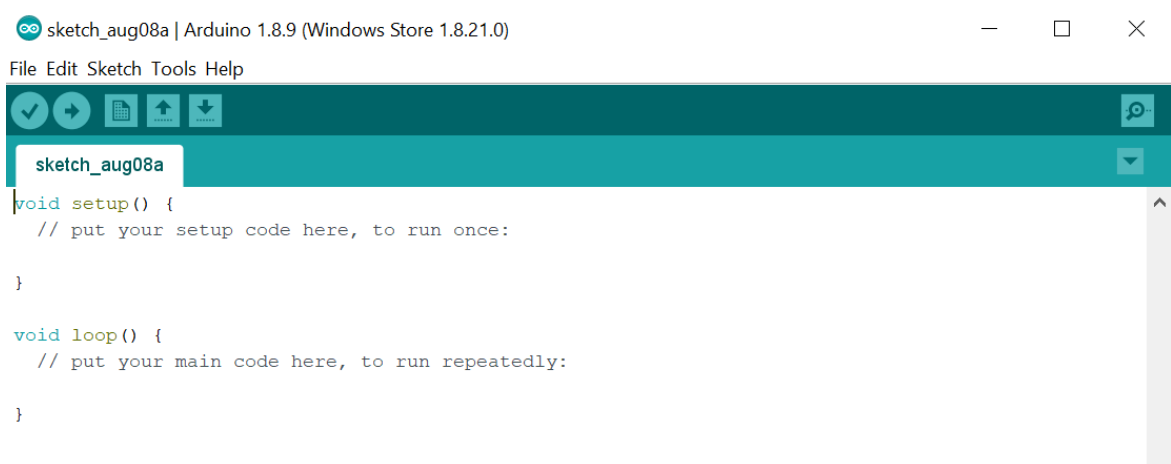 sketch_aug08a | Arduino 1.8.9 (Windows Store 1.8.21.0)
File Edit Sketch Tools Help
sketch_aug08a
void setup() {
  // put your setup code here, to run once:
}
void loop() {
  // put your main code here, to run repeatedly:
}